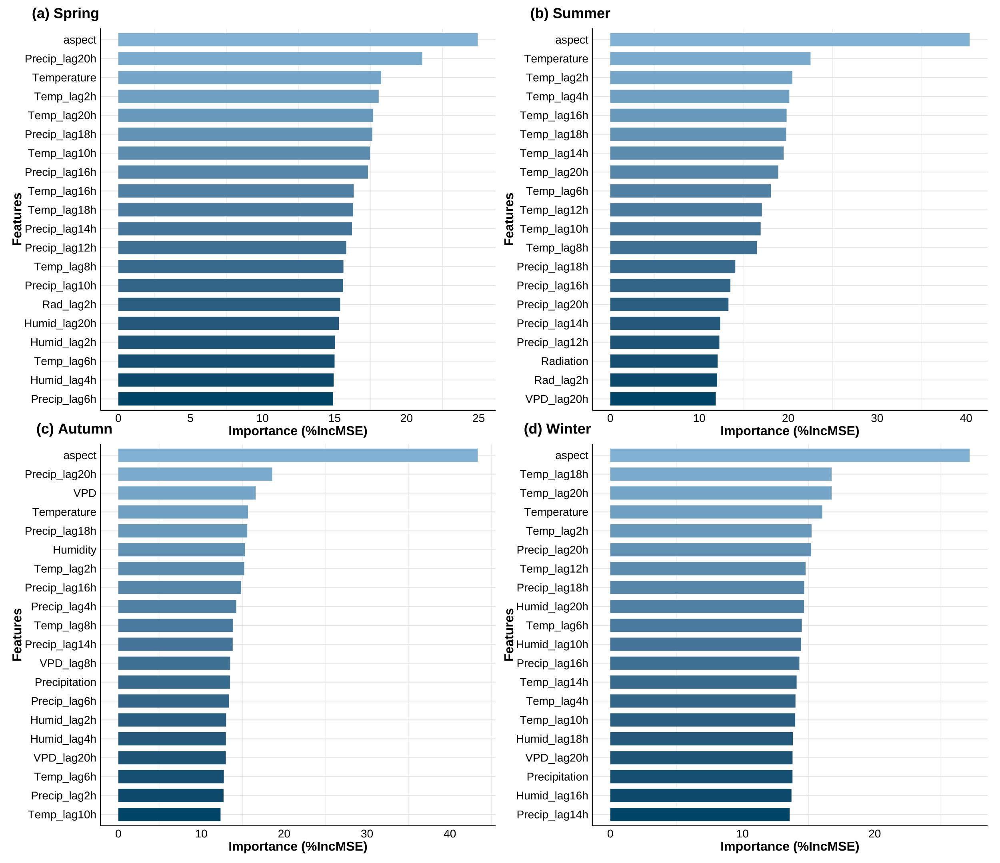 (a) Spring
Features
aspect
Precip_lag20h
Temperature
Temp_lag2h
Temp_lag20h
Precip_lag18h
Temp_lag10h
Precip_lag16h
Temp_lag16h
Temp_lag18h
Precip_lag14h
Precip_lag12h
Temp_lag8h
Precip_lag10h
Rad_lag2h
Humid_lag20h
Humid_lag2h
Temp_lag6h
Humid_lag4h
Precip_lag6h
0 5 10 15 20 25
Importance (%IncMSE)
(b) Summer
Features
aspect
Temperature
Temp_lag2h
Temp_lag4h
Temp_lag16h
Temp_lag18h
Temp_lag14h
Temp_lag20h
Temp_lag6h
Temp_lag12h
Temp_lag10h
Temp_lag8h
Precip_lag18h
Precip_lag16h
Precip_lag20h
Precip_lag14h
Precip_lag12h
Radiation
Rad_lag2h
VPD_lag20h
0 10 20 30 40
Importance (%IncMSE)
(c) Autumn
Features
aspect
Precip_lag20h
VPD
Temperature
Precip_lag18h
Humidity
Temp_lag2h
Precip_lag16h
Precip_lag4h
Temp_lag8h
Precip_lag14h
VPD_lag8h
Precipitation
Precip_lag6h
Humid_lag2h
Humid_lag4h
VPD_lag20h
Temp_lag6h
Precip_lag2h
Temp_lag10h
0 10 20 30 40
Importance (%IncMSE)
(d) Winter
Features
aspect
Temp_lag18h
Temp_lag20h
Temperature
Temp_lag2h
Precip_lag20h
Temp_lag12h
Precip_lag18h
Humid_lag20h
Temp_lag6h
Humid_lag10h
Precip_lag16h
Temp_lag14h
Temp_lag4h
Temp_lag10h
Humid_lag18h
VPD_lag20h
Precipitation
Humid_lag16h
Precip_lag14h
0 10 20
Importance (%IncMSE)